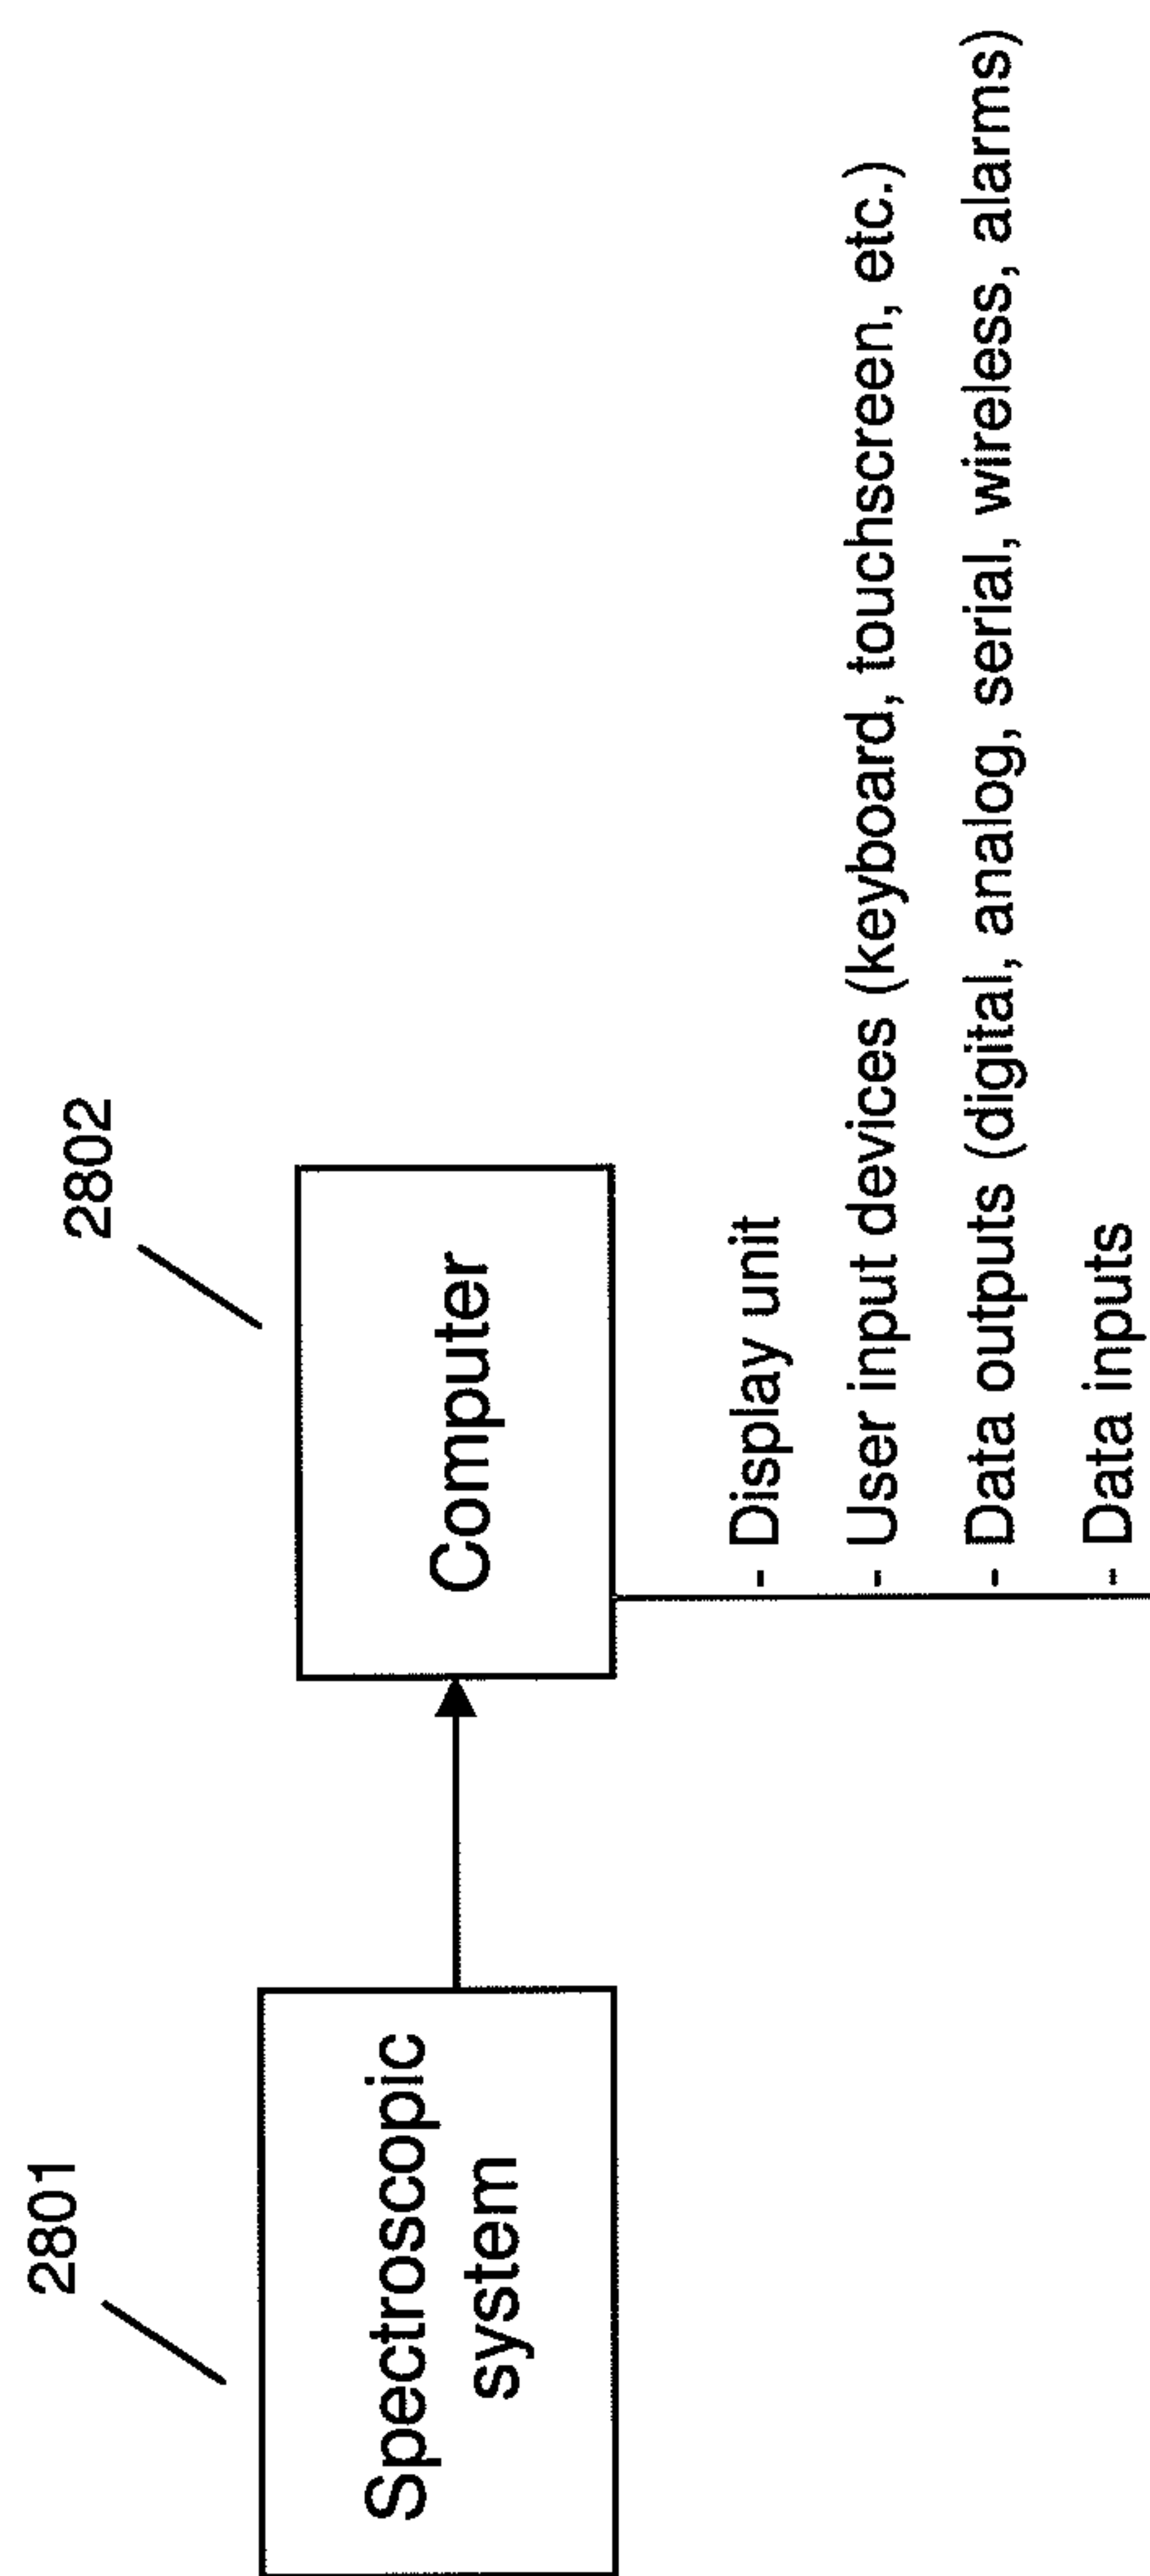 2801
2802
Spectroscopic
system
Computer
- Display unit
- User input devices (keyboard, touchscreen, etc.)
- Data outputs (digital, analog, serial, wireless, alarms)
- Data inputs